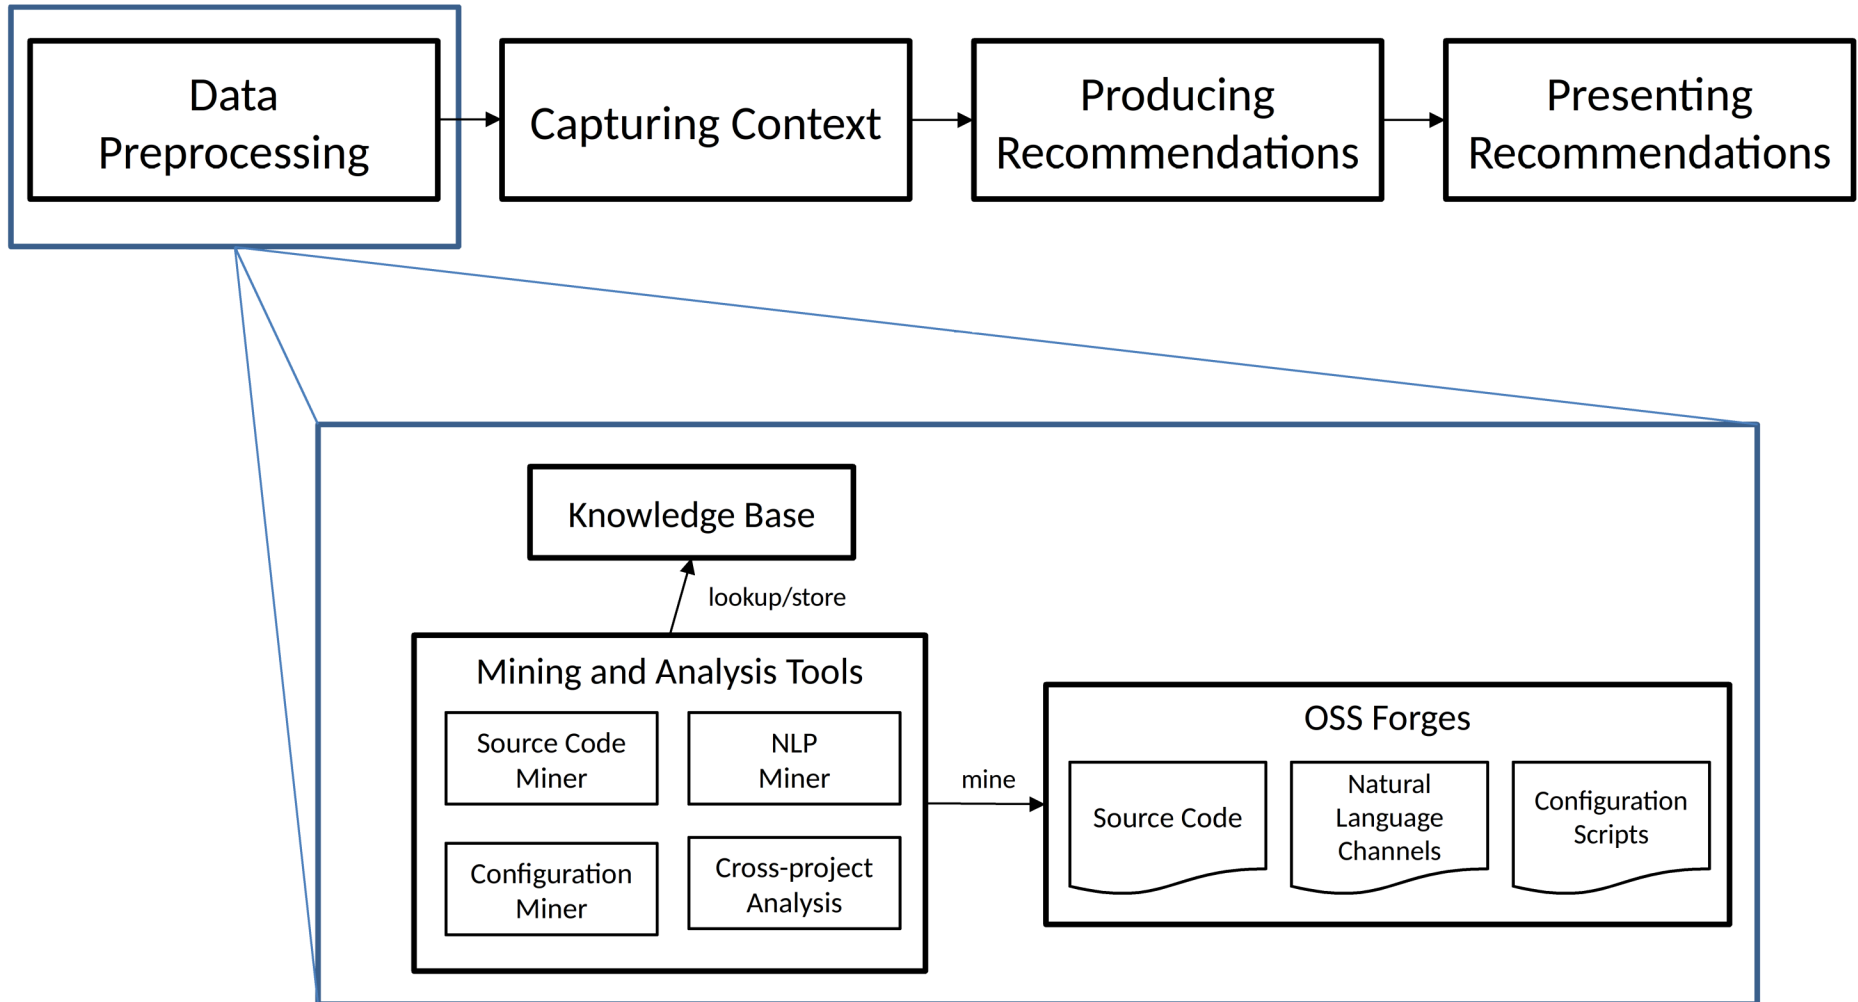 Data
Preprocessing
Capturing Context
Producing
Recommendations
Presenting
Recommendations
Knowledge Base
lookup/store
Mining and Analysis Tools
Source Code
Miner
NLP
Miner
Configuration
Miner
Cross-project
Analysis
mine
OSS Forges
Source Code
Natural
Language
Channels
Configuration
Scripts